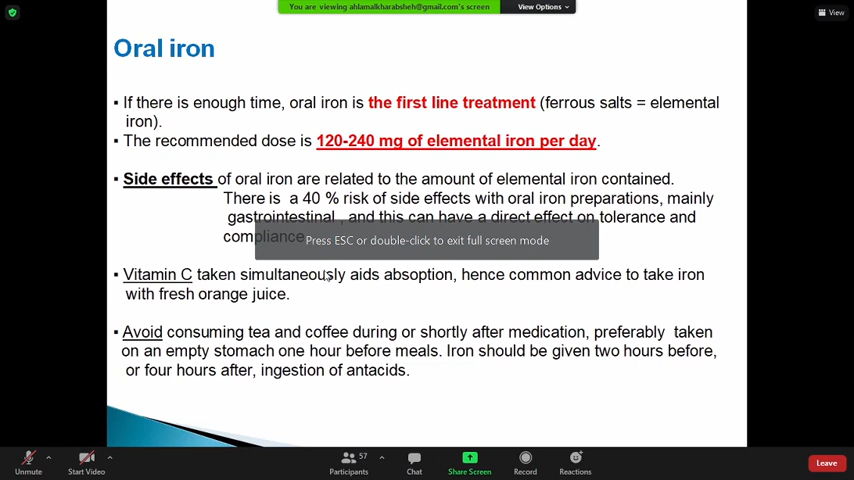 You are viewing ahlamalkharabsheh@gmail.com's screen
View Options
View
Oral iron
▪ If there is enough time, oral iron is the first line treatment (ferrous salts = elemental
iron).
▪ The recommended dose is 120-240 mg of elemental iron per day.
▪ Side effects of oral iron are related to the amount of elemental iron contained.
There is a 40 % risk of side effects with oral iron preparations, mainly
gastrointestinal , and this can have a direct effect on tolerance and
compliance
Press ESC or double-click to exit full screen mode
▪ Vitamin C taken simultaneously aids absoption, hence common advice to take iron
with fresh orange juice.
▪ Avoid consuming tea and coffee during or shortly after medication, preferably taken
on an empty stomach one hour before meals. Iron should be given two hours before,
or four hours after, ingestion of antacids.
57
Unmute Start Video Participants Chat Share Screen Record Reactions Leave